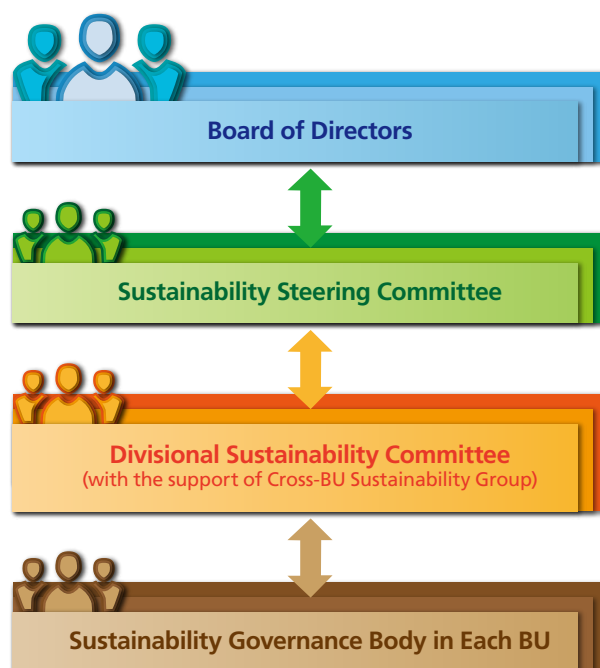 Board of Directors
Sustainability Steering Committee
Divisional Sustainability Committee
(with the support of Cross-BU Sustainability Group)
Sustainability Governance Body in Each BU